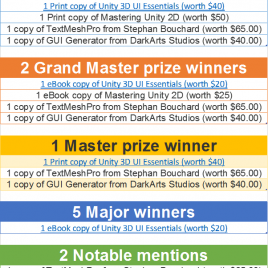 1 Print copy of Unity 3D UI Essentials (worth $40)
1 Print copy of Mastering Unity 2D (worth $50)
1 copy of TextMeshPro from Stephan Bouchard (worth $65.00)
1 copy of GUI Generator from DarkArts Studios (worth $40.00)
2 Grand Master prize winners
1 eBook copy of Unity 3D UI Essentials (worth $20)
1 eBook copy of Mastering Unity 2D (worth $25)
1 copy of TextMeshPro from Stephan Bouchard (worth $65.00)
1 copy of GUI Generator from DarkArts Studios (worth $40.00)
1 Master prize winner
1 Print copy of Unity 3D UI Essentials (worth $40)
1 copy of TextMeshPro from Stephan Bouchard (worth $65.00)
1 copy of GUI Generator from DarkArts Studios (worth $40.00)
5 Major winners
1 eBook copy of Unity 3D UI Essentials (worth $20)
2 Notable mentions